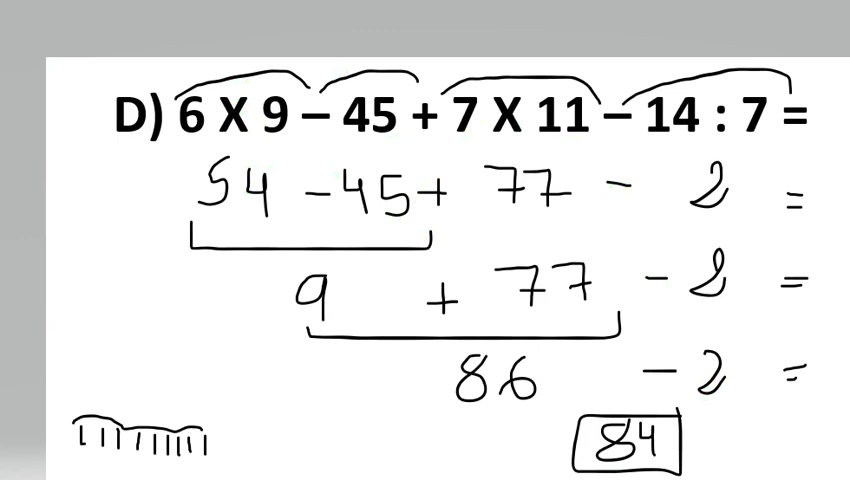 D) 6 X 9 – 45 + 7 X 11 – 14 : 7 =
54 - 45 + 77 - 2 =
9 + 77 - 2 =
86 - 2 =
84